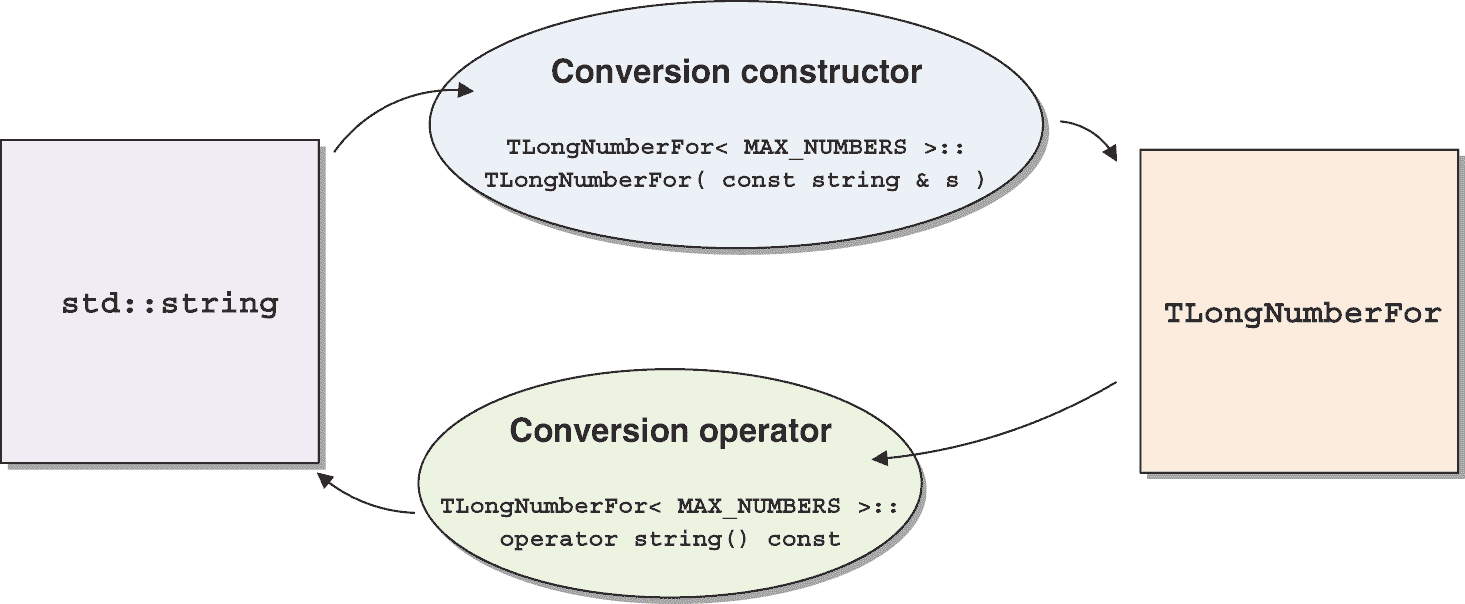 Conversion constructor
TLongNumberFor< MAX_NUMBERS >::
TLongNumberFor( const string & s )
std::string
TLongNumberFor
Conversion operator
TLongNumberFor< MAX_NUMBERS >::
operator string() const